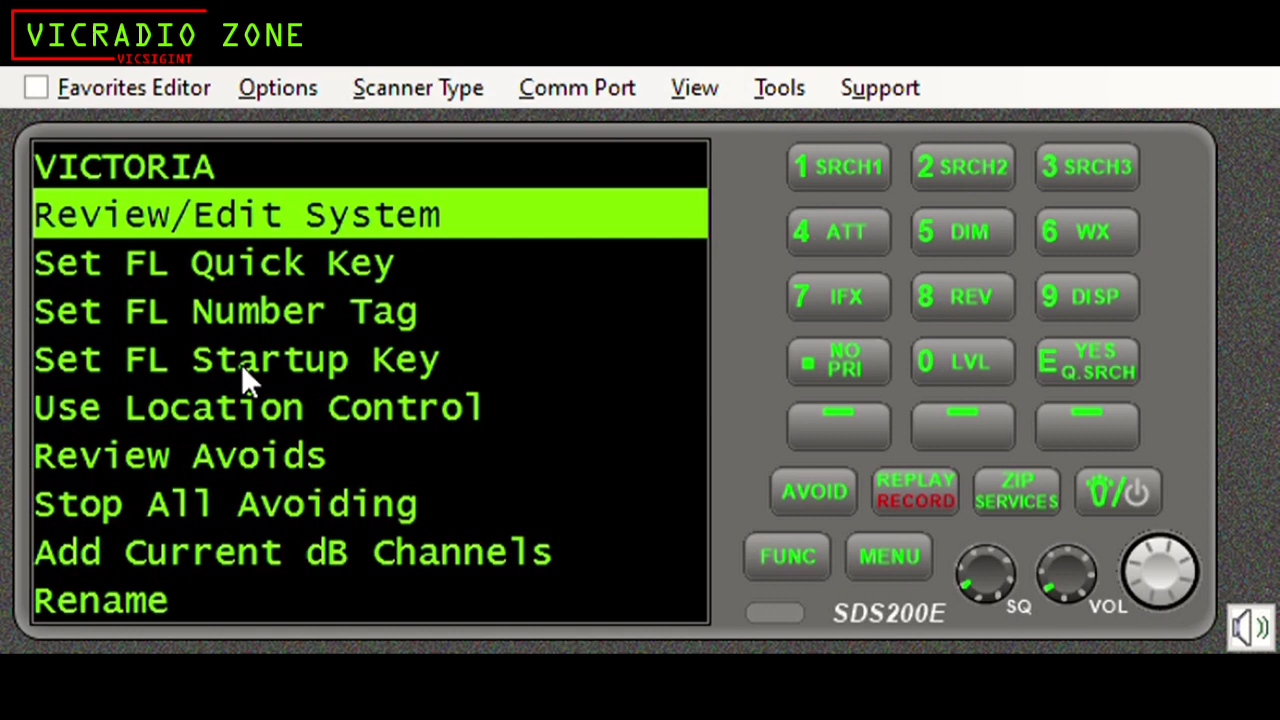 VICRADIO ZONE
VICSIGINT
Favorites Editor Options Scanner Type Comm Port View Tools Support
VICTORIA
Review/Edit System
Set FL Quick Key
Set FL Number Tag
Set FL Startup Key
Use Location Control
Review Avoids
Stop All Avoiding
Add Current dB Channels
Rename
1 SRCH1 2 SRCH2 3 SRCH3
4 ATT 5 DIM 6 WX
7 IFX 8 REV 9 DISP
. NO PRI 0 LVL E YES Q.SRCH
AVOID REPLAY RECORD ZIP SERVICES
FUNC MENU
SQ VOL
SDS200E